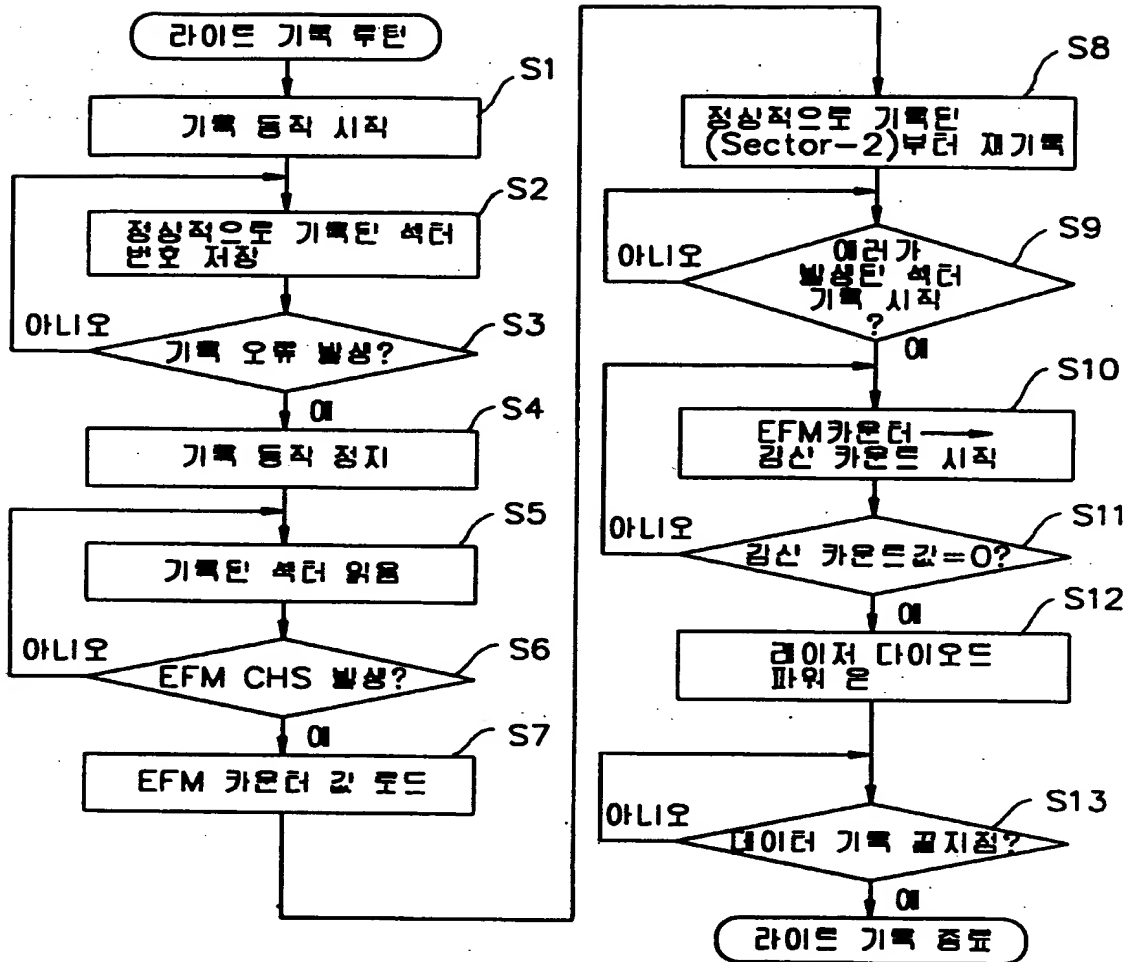 라이트 기록 루틴
S1
기록 동작 시작
S2
정상적으로 기록된 섹터
번호 저장
아니오
S3
기록 오류 발생?
예
S4
기록 동작 정지
S5
기록된 섹터 읽음
아니오
S6
EFM CHS 발생?
예
S7
EFM 카운터 값 로드
S8
정상적으로 기록된
(Sector-2)부터 재기록
S9
아니오
에러가
발생된 섹터
기록 시작
?
예
S10
EFM카운터 →
감산 카운트 시작
아니오
S11
감산 카운트값=0?
예
S12
레이저 다이오드
파워 온
아니오
S13
데이터 기록 끝지점?
예
라이트 기록 종료